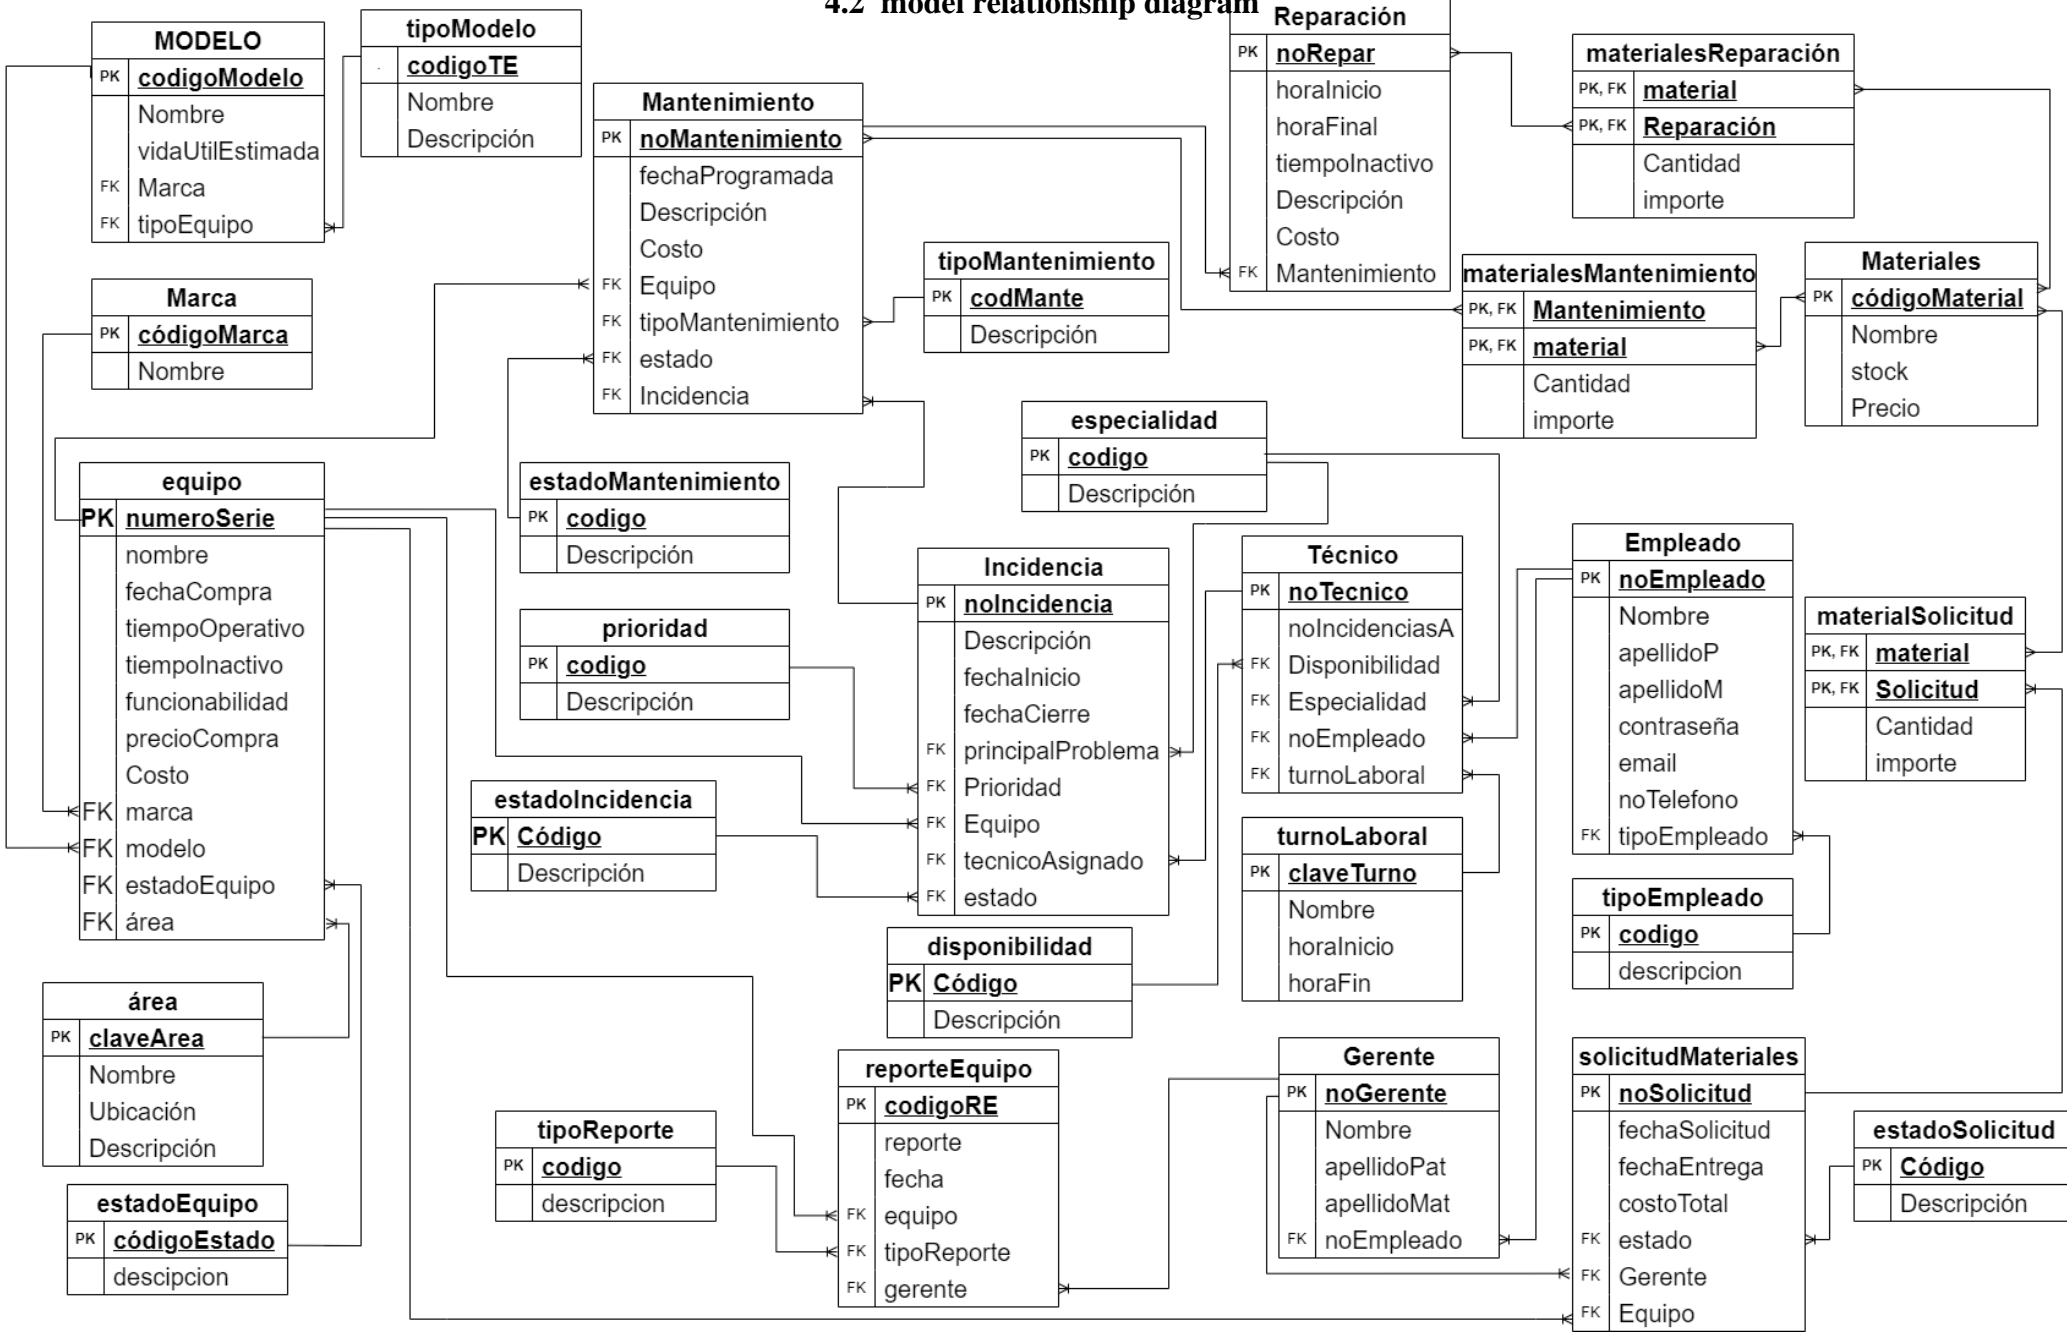 4.2 model relationship diagram
MODELO
PK codigoModelo
Nombre
vidaUtilEstimada
FK Marca
FK tipoEquipo
tipoModelo
codigoTE
Nombre
Descripción
Mantenimiento
PK noMantenimiento
fechaProgramada
Descripción
Costo
FK Equipo
FK tipoMantenimiento
FK estado
FK Incidencia
Reparación
PK noRepar
horaInicio
horaFinal
tiempoInactivo
Descripción
Costo
FK Mantenimiento
materialesReparación
PK, FK material
PK, FK Reparación
Cantidad
importe
Marca
PK códigoMarca
Nombre
tipoMantenimiento
PK codMante
Descripción
materialesMantenimiento
PK, FK Mantenimiento
PK, FK material
Cantidad
importe
Materiales
PK códigoMaterial
Nombre
stock
Precio
especialidad
PK codigo
Descripción
equipo
PK numeroSerie
nombre
fechaCompra
tiempoOperativo
tiempoInactivo
funcionabilidad
precioCompra
Costo
FK marca
FK modelo
FK estadoEquipo
FK área
estadoMantenimiento
PK codigo
Descripción
prioridad
PK codigo
Descripción
estadoIncidencia
PK Código
Descripción
Incidencia
PK noIncidencia
Descripción
fechaInicio
fechaCierre
FK principalProblema
FK Prioridad
FK Equipo
FK tecnicoAsignado
FK estado
Técnico
PK noTecnico
noIncidenciasA
FK Disponibilidad
FK Especialidad
FK noEmpleado
FK turnoLaboral
Empleado
PK noEmpleado
Nombre
apellidoP
apellidoM
contraseña
email
noTelefono
FK tipoEmpleado
materialSolicitud
PK, FK material
PK, FK Solicitud
Cantidad
importe
turnoLaboral
PK claveTurno
Nombre
horaInicio
horaFin
tipoEmpleado
PK codigo
descripcion
disponibilidad
PK Código
Descripción
área
PK claveArea
Nombre
Ubicación
Descripción
estadoEquipo
PK códigoEstado
descipcion
tipoReporte
PK codigo
descripcion
reporteEquipo
PK codigoRE
reporte
fecha
FK equipo
FK tipoReporte
FK gerente
Gerente
PK noGerente
Nombre
apellidoPat
apellidoMat
FK noEmpleado
solicitudMateriales
PK noSolicitud
fechaSolicitud
fechaEntrega
costoTotal
FK estado
FK Gerente
FK Equipo
estadoSolicitud
PK Código
Descripción